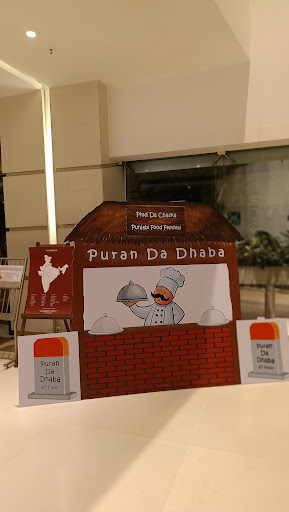 Pind Da Chaska
Punjabi Food Festival
Puran Da Dhaba
Puran
Da
Dhaba
Puran
Da
Dhaba